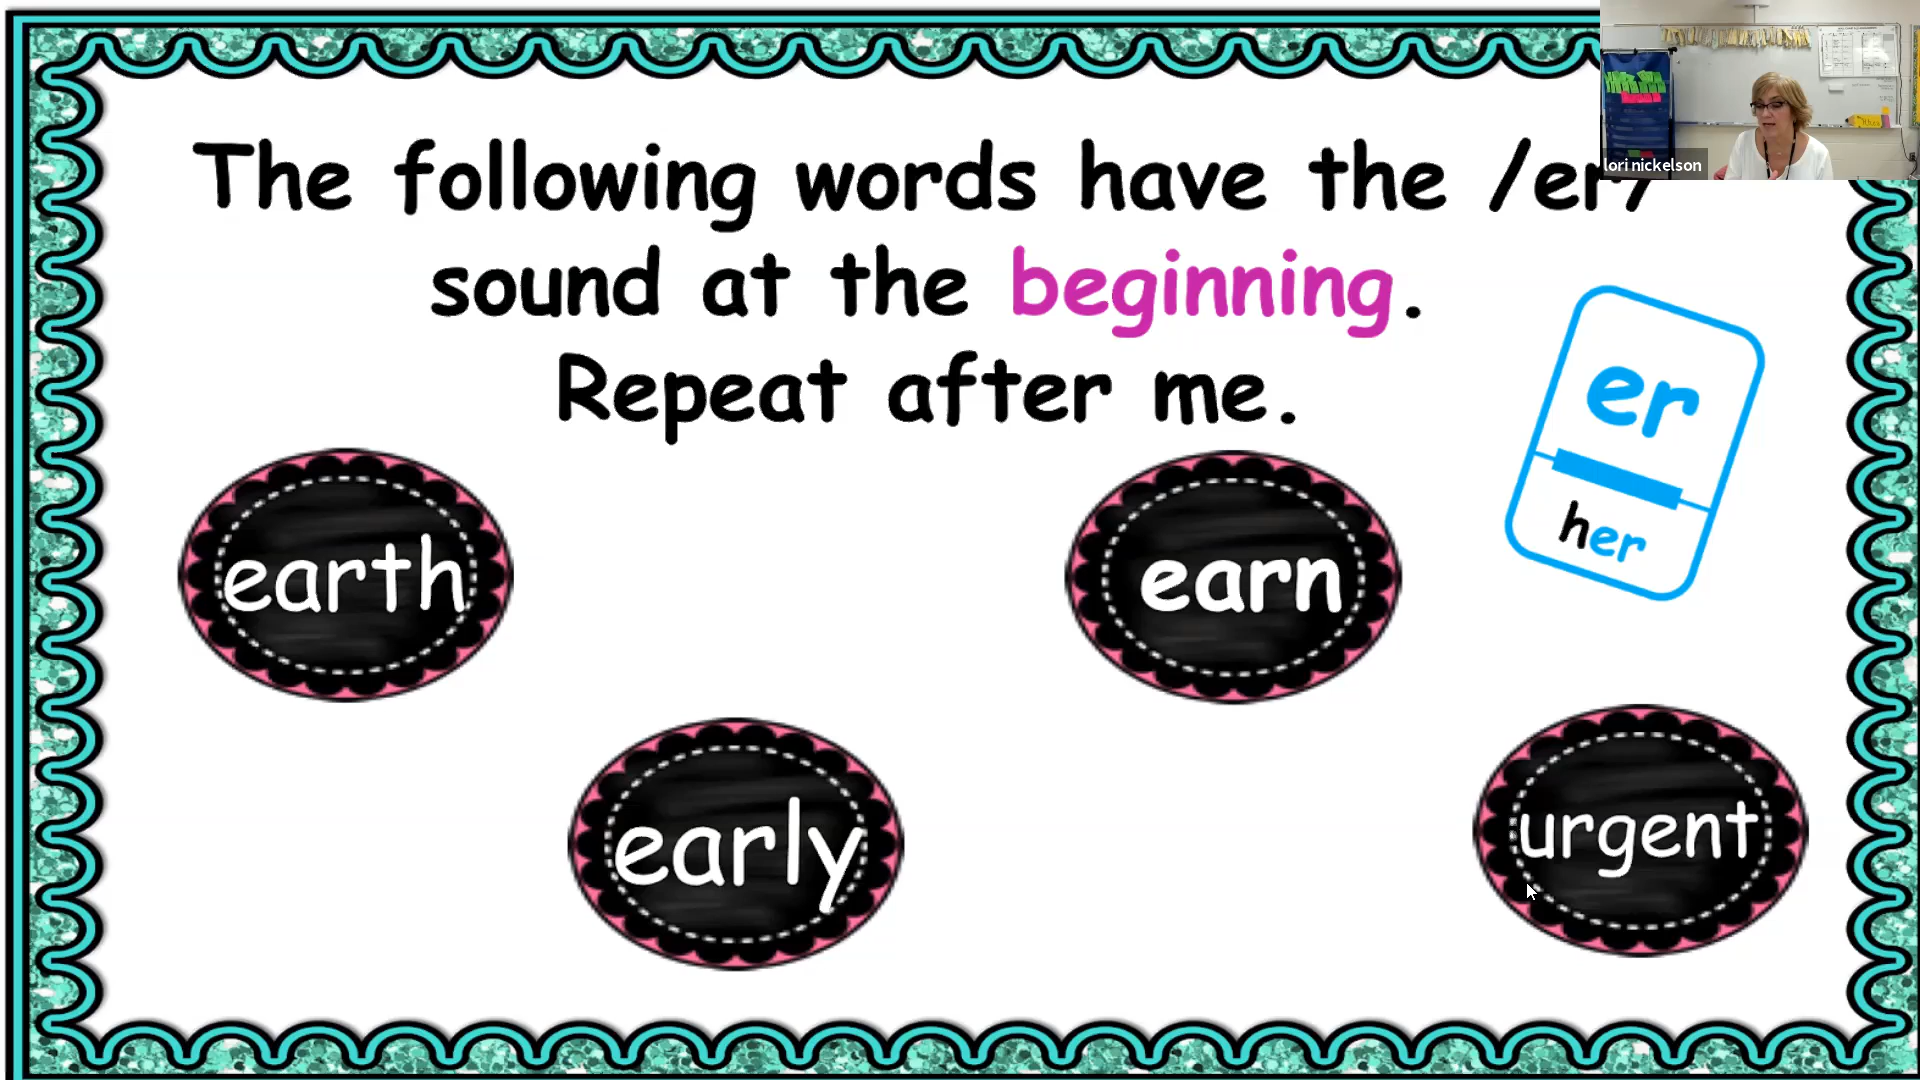 The following words have the /er/
sound at the beginning.
Repeat after me.
er
her
earth
earn
early
urgent
lori nickelson